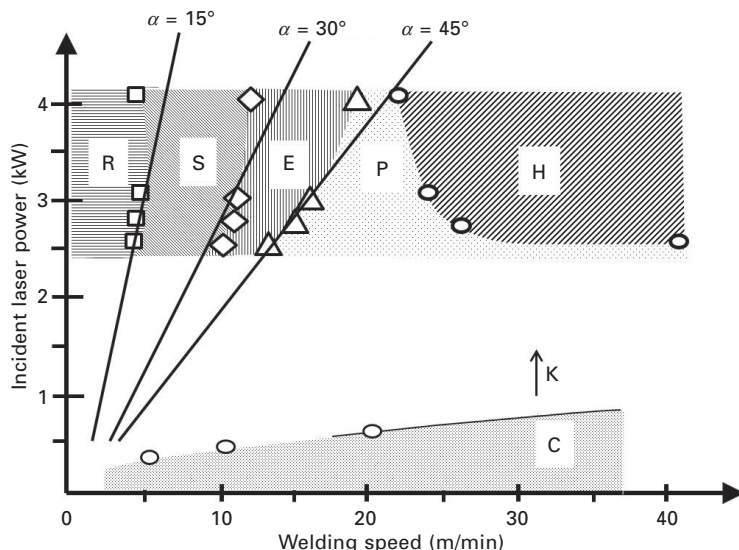 α = 15°
α = 30°
α = 45°
Incident laser power (kW)
4
3
2
1
R
S
E
P
H
K
C
0
10
20
30
40
Welding speed (m/min)